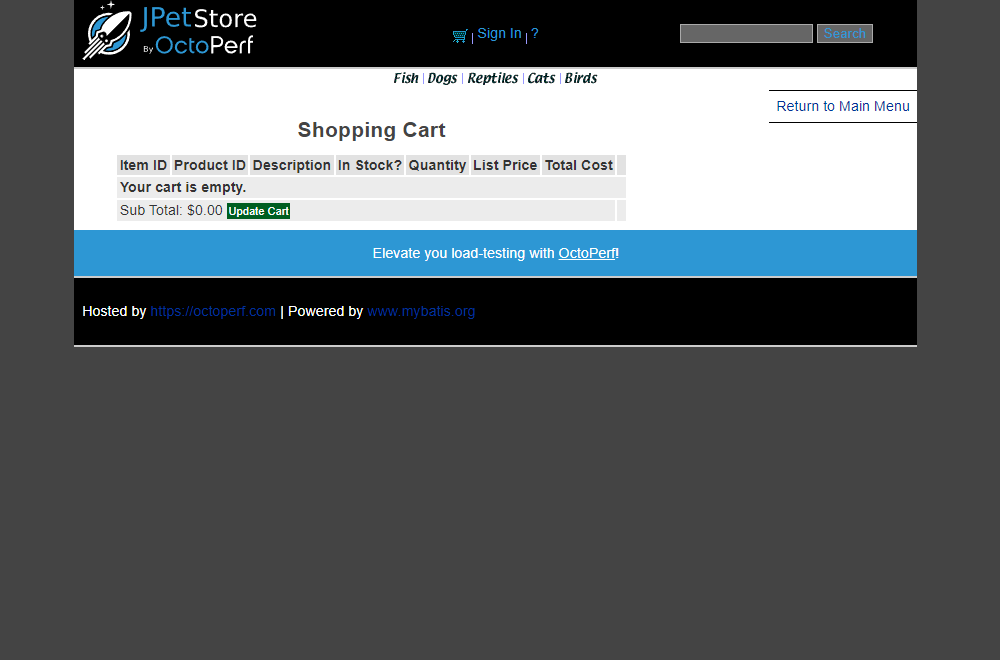 JPetStore
By OctoPerf
Sign In ?
Search
Fish | Dogs | Reptiles | Cats | Birds
Return to Main Menu
Shopping Cart
Item ID Product ID Description In Stock? Quantity List Price Total Cost
Your cart is empty.
Sub Total: $0.00 Update Cart
Elevate you load-testing with OctoPerf!
Hosted by https://octoperf.com | Powered by www.mybatis.org